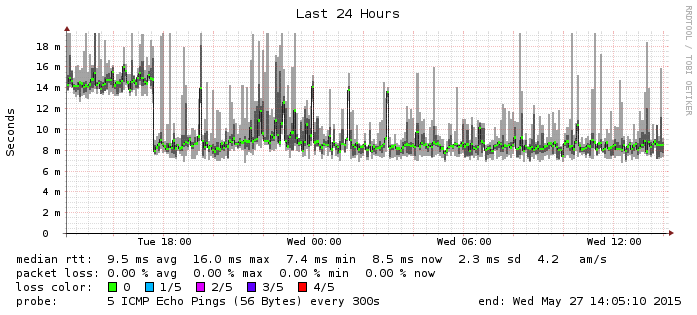 Last 24 Hours
RRDTOOL / TOBI OETIKER
Seconds
18 m
16 m
14 m
12 m
10 m
8 m
6 m
4 m
2 m
0
Tue 18:00 Wed 00:00 Wed 06:00 Wed 12:00
median rtt: 9.5 ms avg 16.0 ms max 7.4 ms min 8.5 ms now 2.3 ms sd 4.2 am/s
packet loss: 0.00 % avg 0.00 % max 0.00 % min 0.00 % now
loss color: 0 1/5 2/5 3/5 4/5
probe: 5 ICMP Echo Pings (56 Bytes) every 300s end: Wed May 27 14:05:10 2015